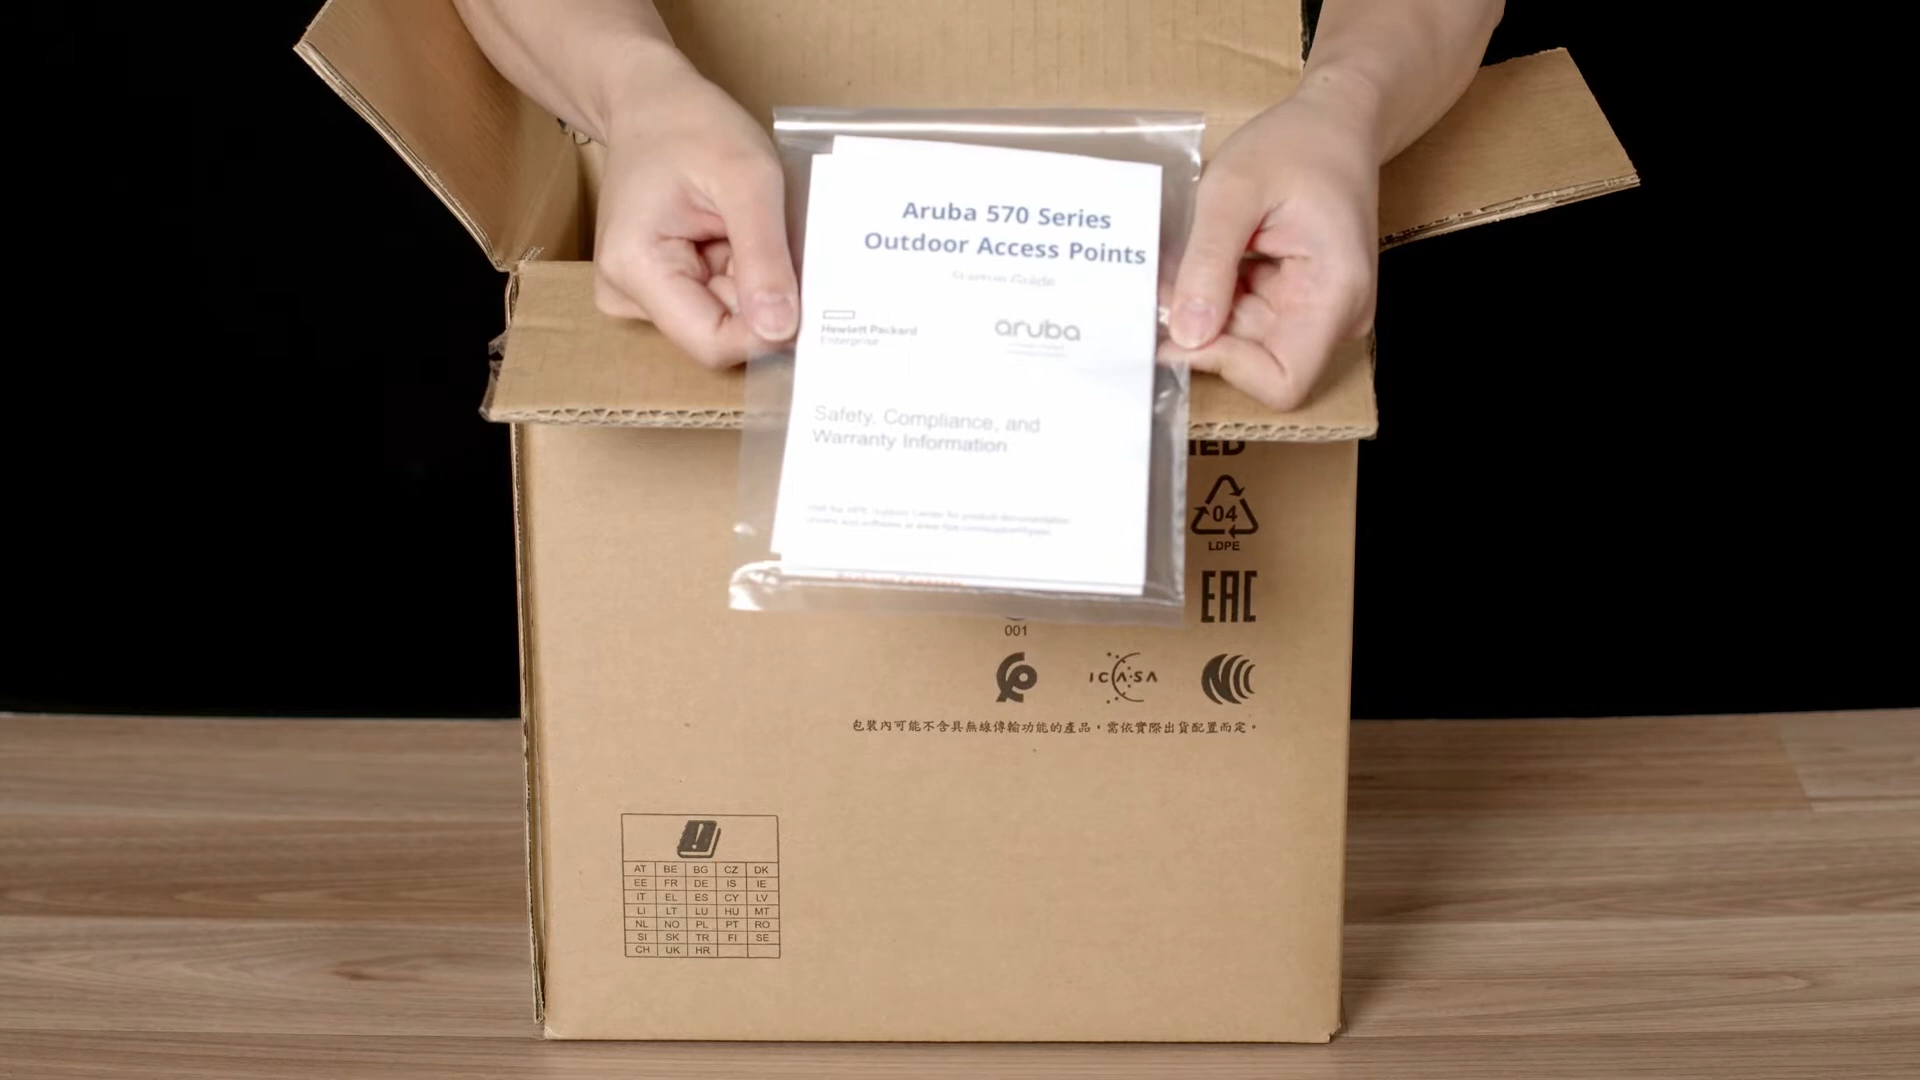 Aruba 570 Series
Outdoor Access Points
Guide
Hewlett Packard
Enterprise
aruba
Safety, Compliance, and
Warranty Information
IED
04
LDPE
EAC
001
ICASA
包裝內可能不含具無線傳輸功能的產品，需依實際出貨配置而定。
AT BE BG CZ DK
EE FR DE IS IE
IT EL ES CY LV
LI LT LU HU MT
NL NO PL PT RO
SI SK TR FI SE
CH UK HR